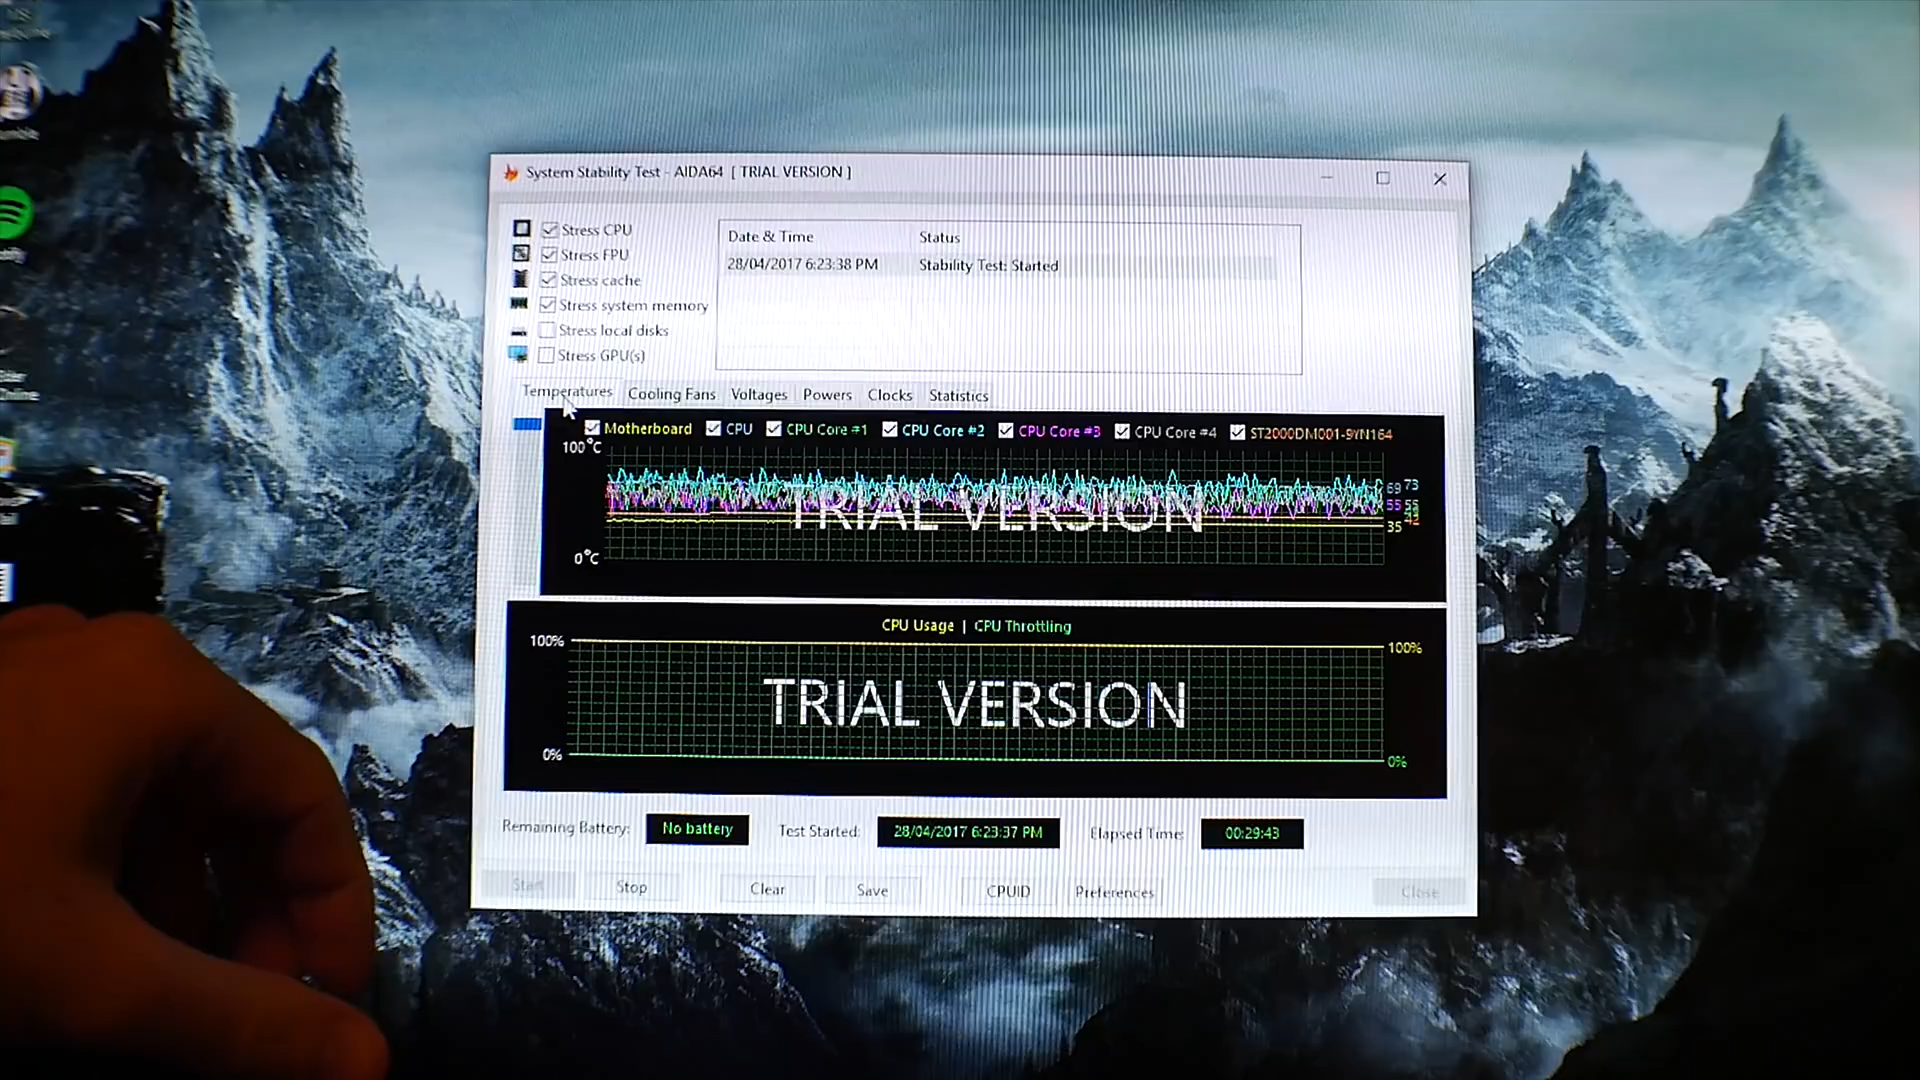 System Stability Test - AIDA64 [ TRIAL VERSION ]
Stress CPU
Stress FPU
Stress cache
Stress system memory
Stress local disks
Stress GPU(s)
Date & Time Status
28/04/2017 6:23:38 PM Stability Test: Started
Temperatures Cooling Fans Voltages Powers Clocks Statistics
Motherboard CPU CPU Core #1 CPU Core #2 CPU Core #3 CPU Core #4 ST2000DM001-9YN164
100°C
69 73
55
35
TRIAL VERSION
0°C
CPU Usage | CPU Throttling
100% 100%
TRIAL VERSION
0% 0%
Remaining Battery: No battery Test Started: 28/04/2017 6:23:37 PM Elapsed Time: 00:29:43
Start Stop Clear Save CPUID Preferences Close